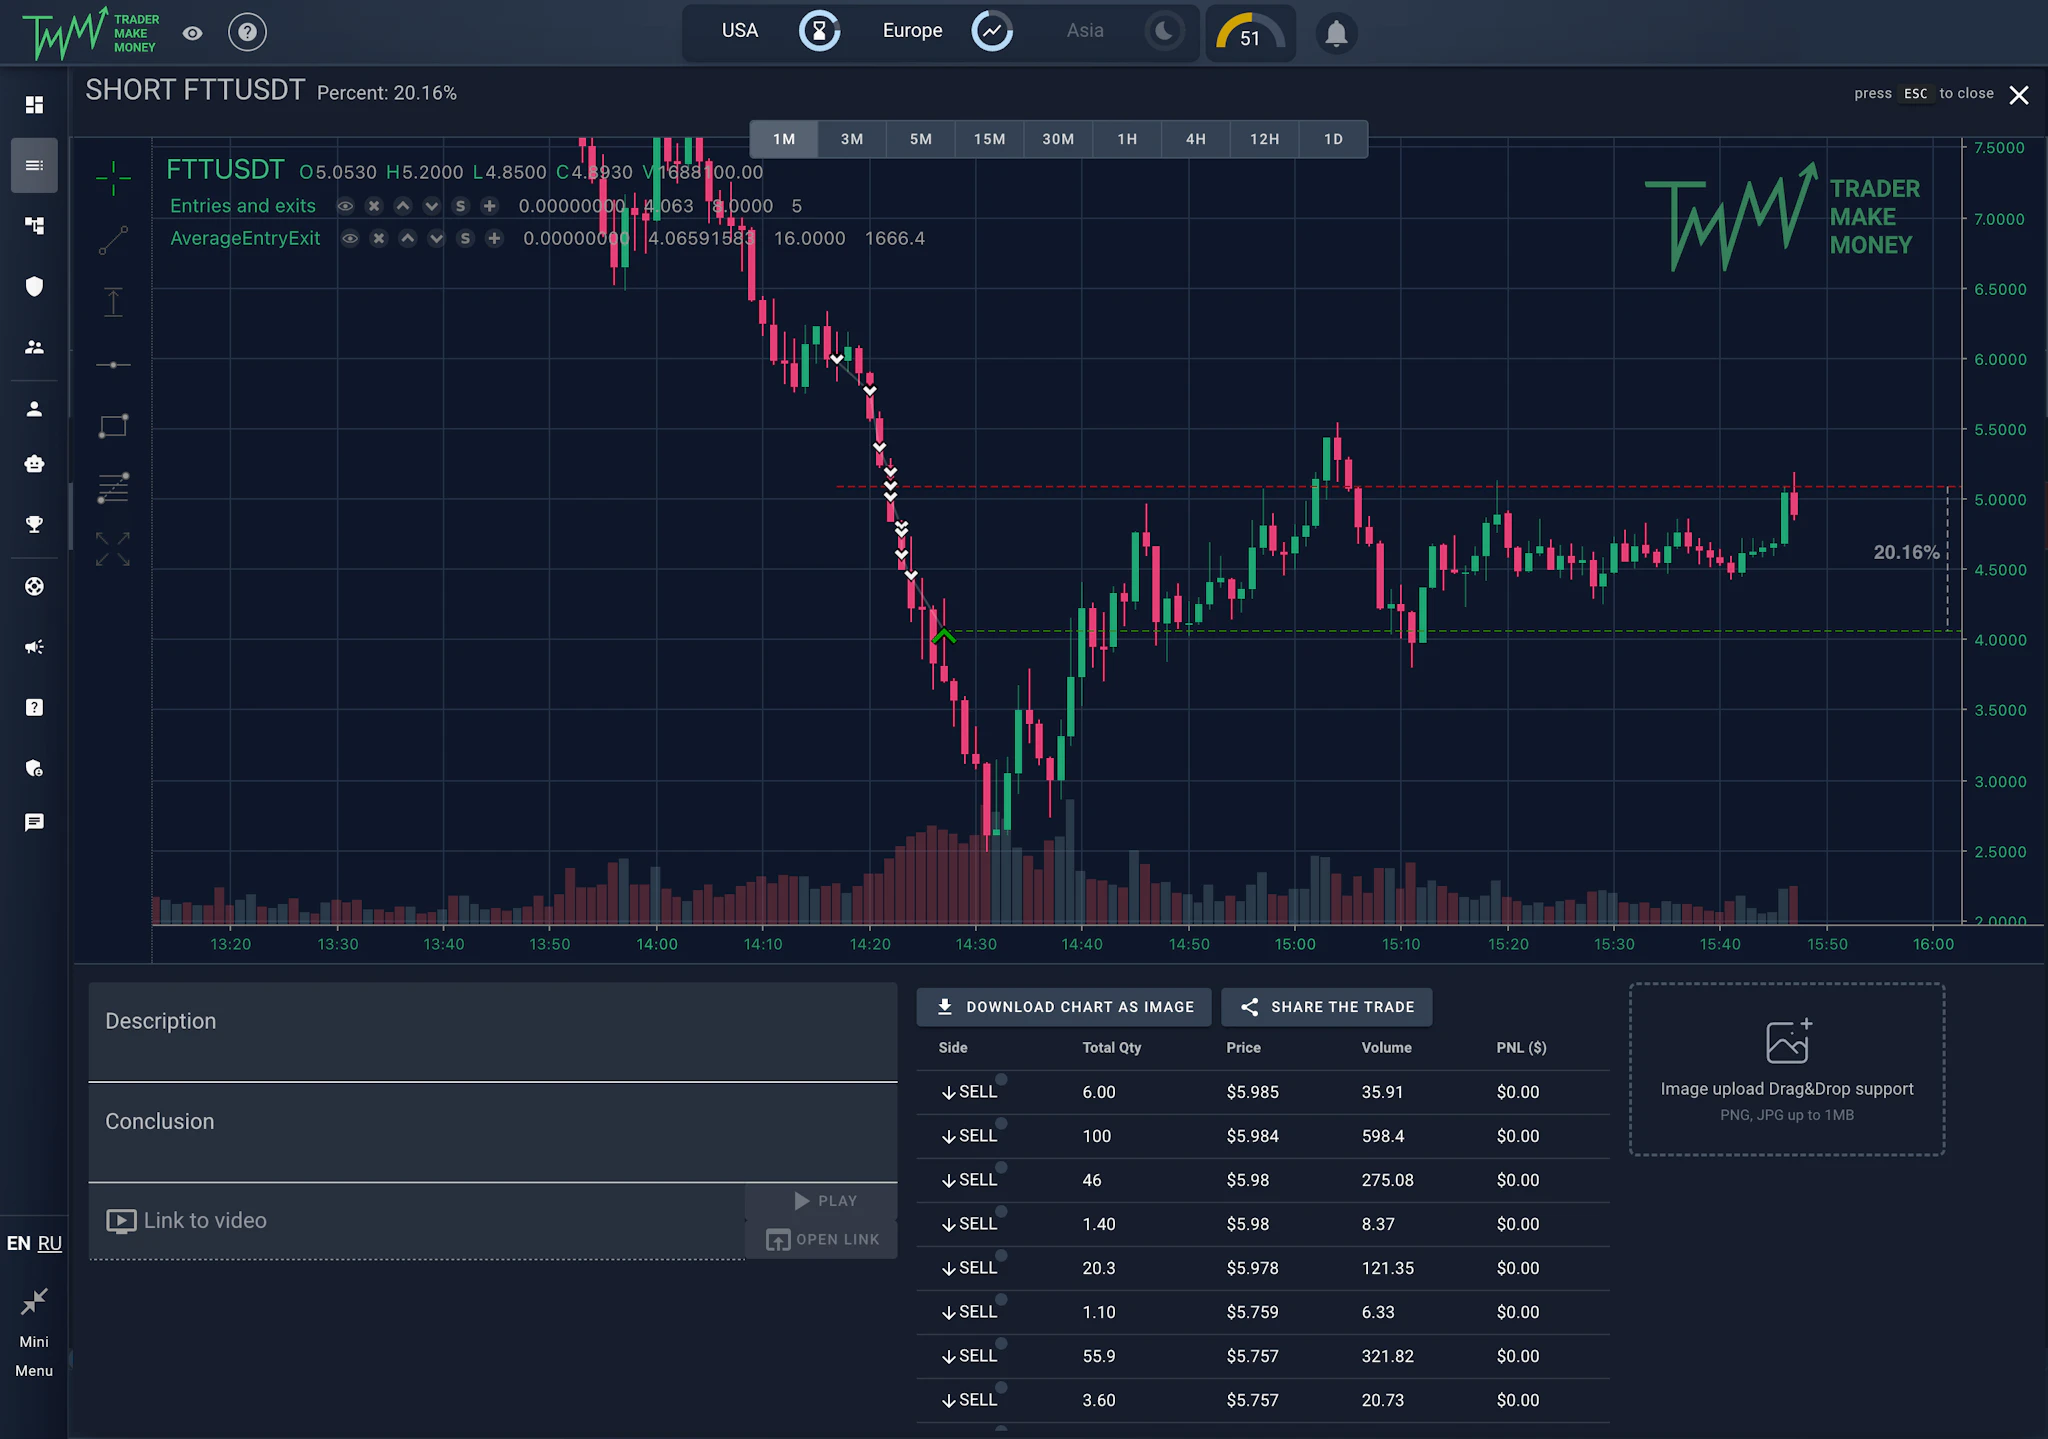 TRADER
MAKE
MONEY
?
USA
Europe
Asia
51
SHORT FTTUSDT Percent: 20.16%
press ESC to close
1M 3M 5M 15M 30M 1H 4H 12H 1D
FTTUSDT O5.0530 H5.2000 L4.8500 C4.8930 V1688100.00
Entries and exits S 0.00000000 4.063 8.0000 5
AverageEntryExit S 0.00000000 4.06591583 16.0000 1666.4
TRADER
MAKE
MONEY
7.5000
7.0000
6.5000
6.0000
5.5000
5.0000
20.16%
4.5000
4.0000
3.5000
3.0000
2.5000
2.0000
13:20 13:30 13:40 13:50 14:00 14:10 14:20 14:30 14:40 14:50 15:00 15:10 15:20 15:30 15:40 15:50 16:00
?
EN RU
Mini
Menu
Description
Conclusion
Link to video
PLAY
OPEN LINK
DOWNLOAD CHART AS IMAGE
SHARE THE TRADE
Side Total Qty Price Volume PNL ($)
SELL 6.00 $5.985 35.91 $0.00
SELL 100 $5.984 598.4 $0.00
SELL 46 $5.98 275.08 $0.00
SELL 1.40 $5.98 8.37 $0.00
SELL 20.3 $5.978 121.35 $0.00
SELL 1.10 $5.759 6.33 $0.00
SELL 55.9 $5.757 321.82 $0.00
SELL 3.60 $5.757 20.73 $0.00
Image upload Drag&Drop support
PNG, JPG up to 1MB